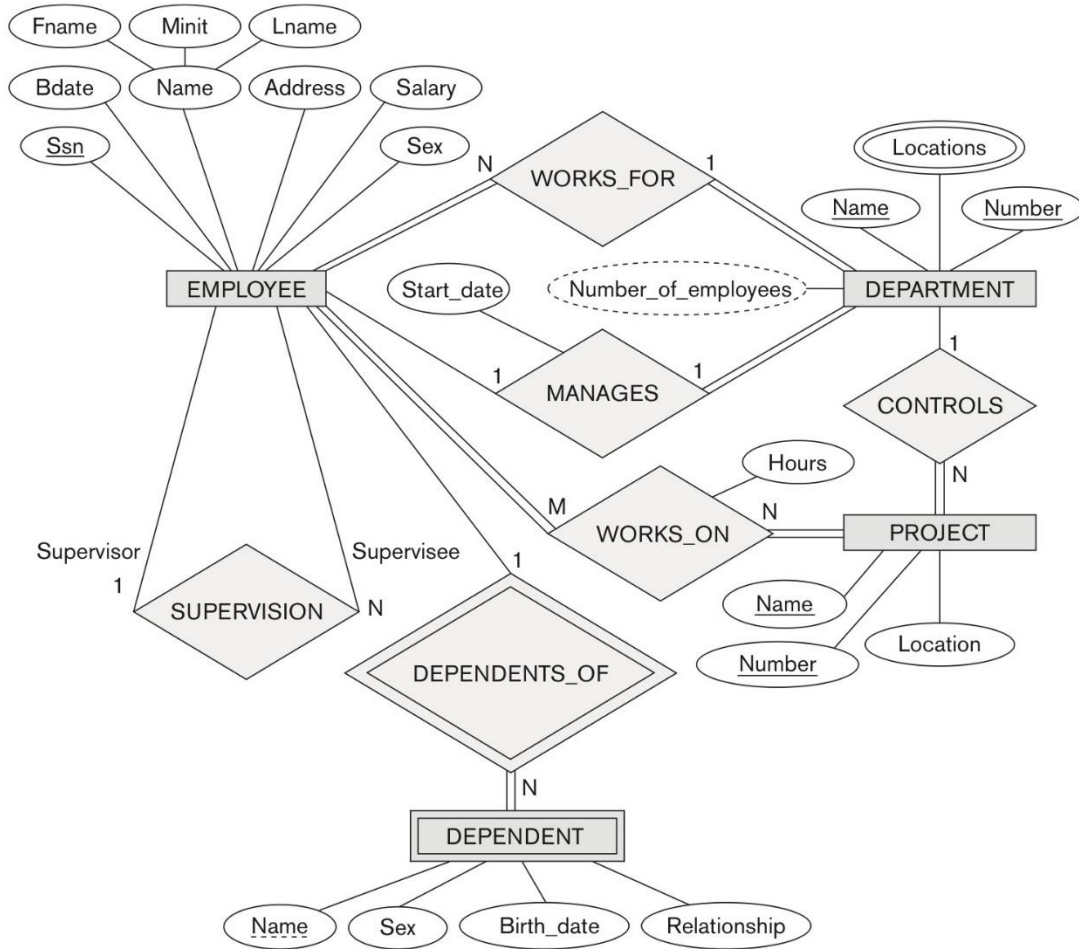 Fname
Minit
Lname
Bdate
Name
Address
Salary
Ssn
Sex
N
WORKS_FOR
1
Locations
Name
Number
EMPLOYEE
Start_date
Number_of_employees
DEPARTMENT
1
MANAGES
1
1
CONTROLS
N
Hours
M
WORKS_ON
N
PROJECT
Supervisor
1
Supervisee
N
SUPERVISION
1
Name
Number
Location
DEPENDENTS_OF
N
DEPENDENT
Name
Sex
Birth_date
Relationship